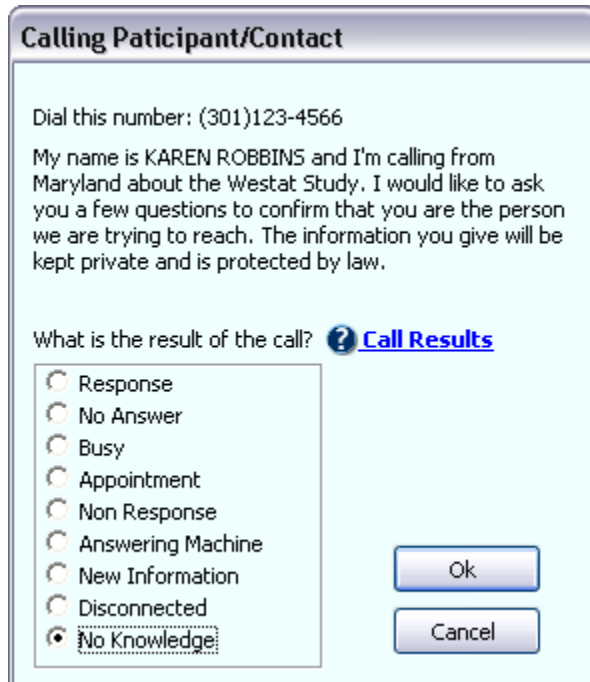 Calling Paticipant/Contact
Dial this number: (301)123-4566
My name is KAREN ROBBINS and I'm calling from
Maryland about the Westat Study. I would like to ask
you a few questions to confirm that you are the person
we are trying to reach. The information you give will be
kept private and is protected by law.
What is the result of the call? ? Call Results
Response
No Answer
Busy
Appointment
Non Response
Answering Machine
New Information
Disconnected
No Knowledge
Ok
Cancel